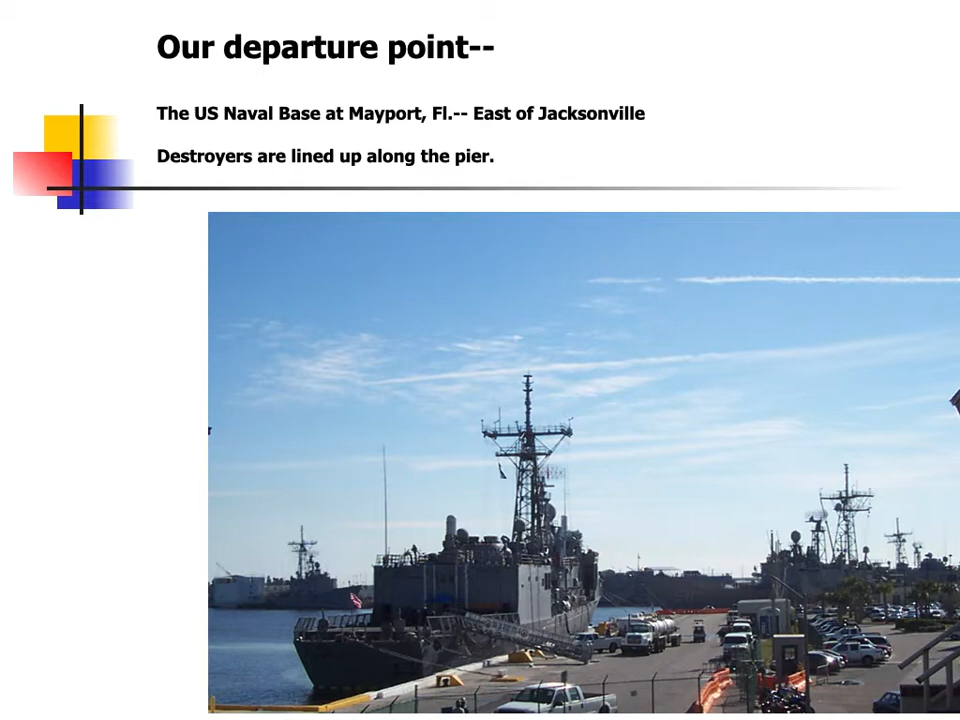 Our departure point--
The US Naval Base at Mayport, Fl.-- East of Jacksonville
Destroyers are lined up along the pier.